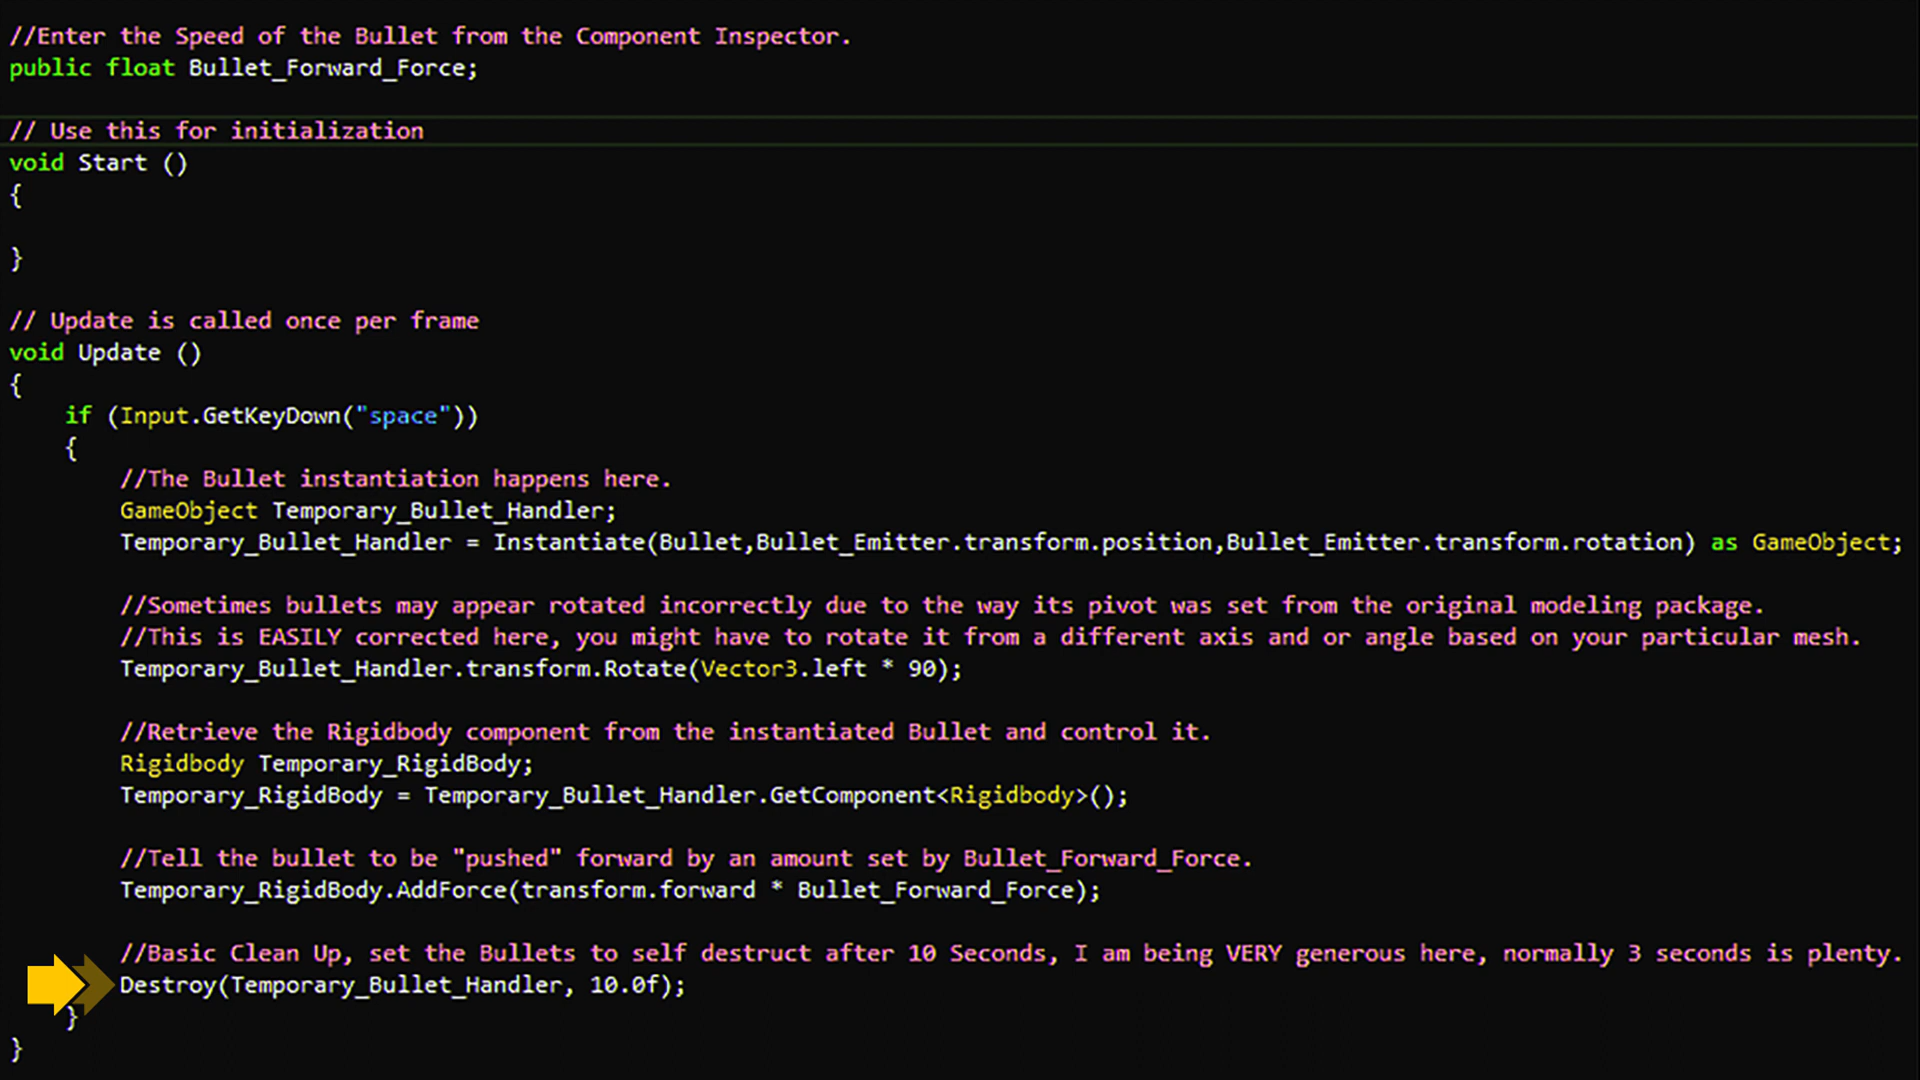 //Enter the Speed of the Bullet from the Component Inspector.
public float Bullet_Forward_Force;
// Use this for initialization
void Start ()
{
}
// Update is called once per frame
void Update ()
{
if (Input.GetKeyDown("space"))
{
//The Bullet instantiation happens here.
GameObject Temporary_Bullet_Handler;
Temporary_Bullet_Handler = Instantiate(Bullet,Bullet_Emitter.transform.position,Bullet_Emitter.transform.rotation) as GameObject;
//Sometimes bullets may appear rotated incorrectly due to the way its pivot was set from the original modeling package.
//This is EASILY corrected here, you might have to rotate it from a different axis and or angle based on your particular mesh.
Temporary_Bullet_Handler.transform.Rotate(Vector3.left * 90);
//Retrieve the Rigidbody component from the instantiated Bullet and control it.
Rigidbody Temporary_RigidBody;
Temporary_RigidBody = Temporary_Bullet_Handler.GetComponent<Rigidbody>();
//Tell the bullet to be "pushed" forward by an amount set by Bullet_Forward_Force.
Temporary_RigidBody.AddForce(transform.forward * Bullet_Forward_Force);
//Basic Clean Up, set the Bullets to self destruct after 10 Seconds, I am being VERY generous here, normally 3 seconds is plenty.
Destroy(Temporary_Bullet_Handler, 10.0f);
}
}